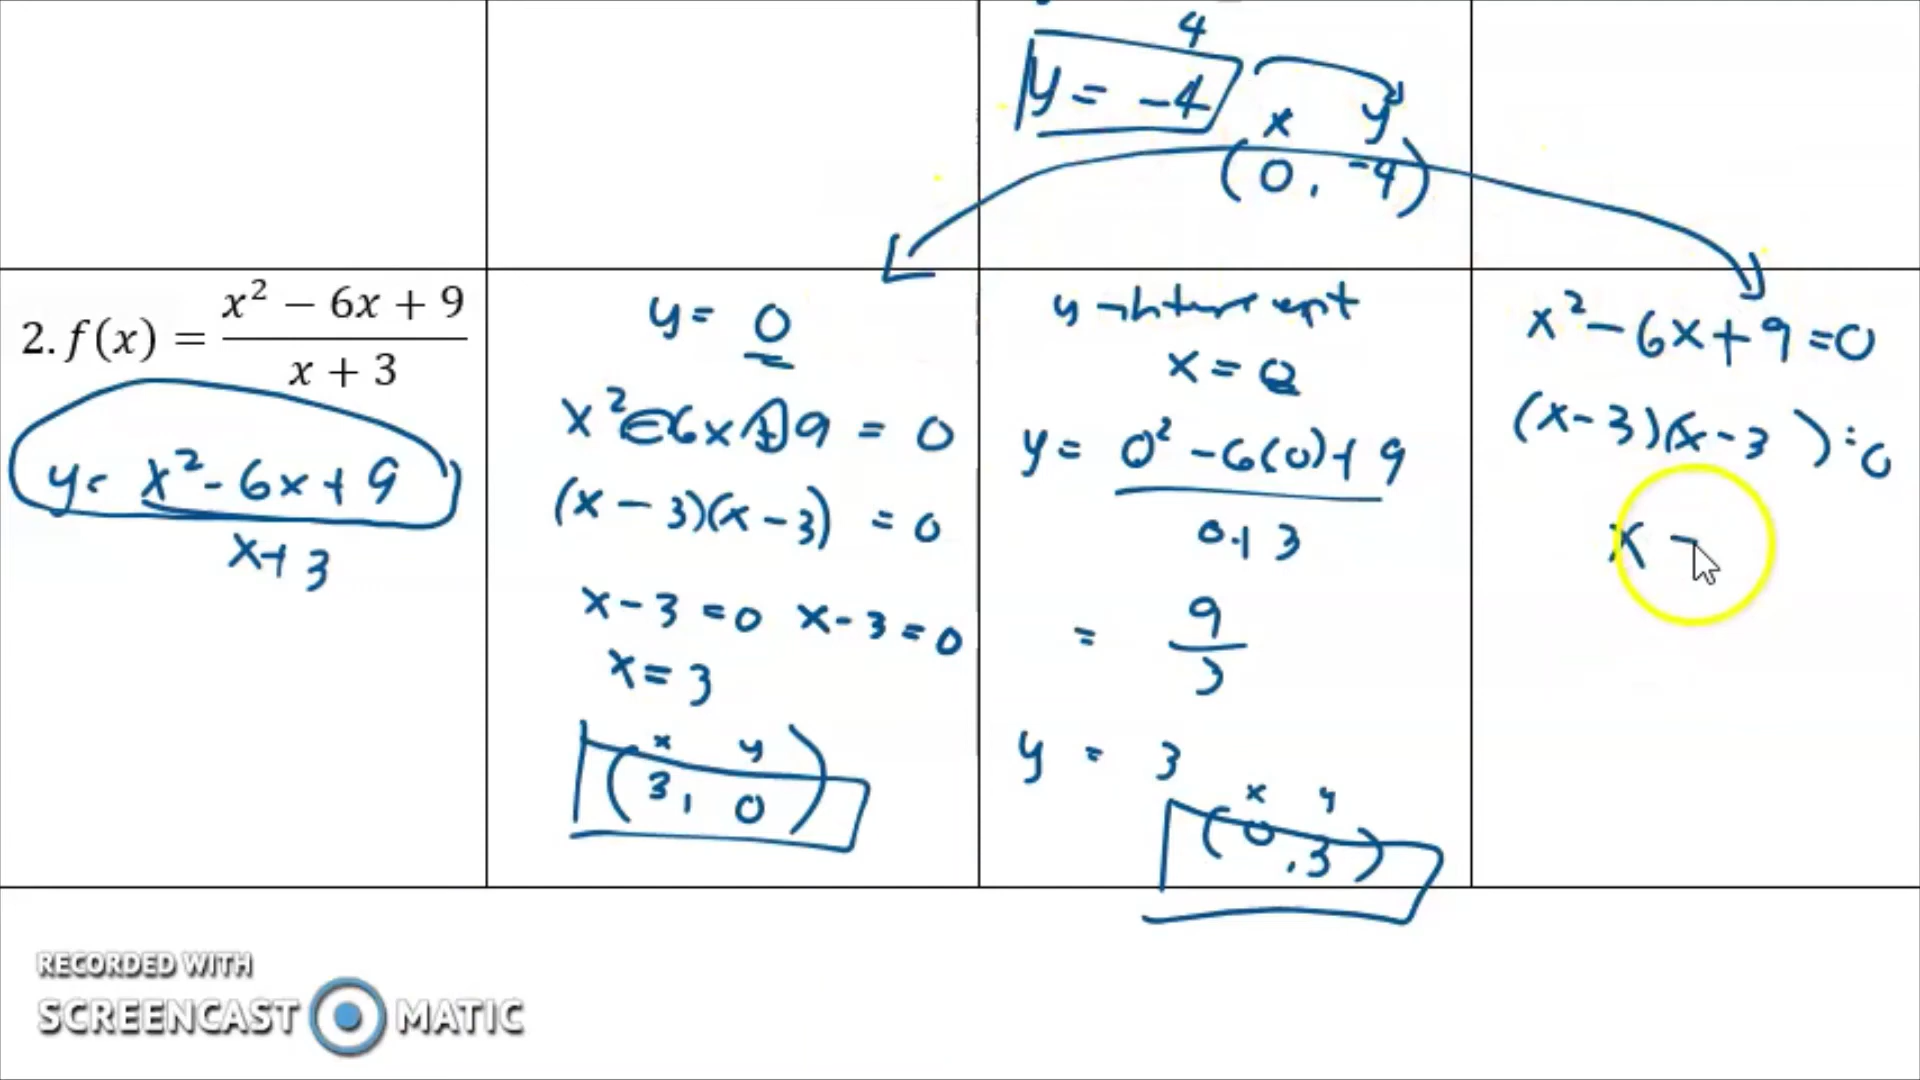 4
y = -4
x y
(0, -4)
2. f(x) = x² − 6x + 9
x + 3
y= x² - 6x + 9
x+3
y= 0
x² - 6x + 9 = 0
(x - 3)(x - 3) = 0
x - 3 = 0 x - 3 = 0
x = 3
x y
(3, 0)
y-Intercept
x = 0
y = 0² - 6(0) + 9
0+3
= 9
3
y = 3
x y
(0, 3)
x² - 6x + 9 = 0
(x - 3)(x - 3) = 0
x -
RECORDED WITH
SCREENCAST MATIC